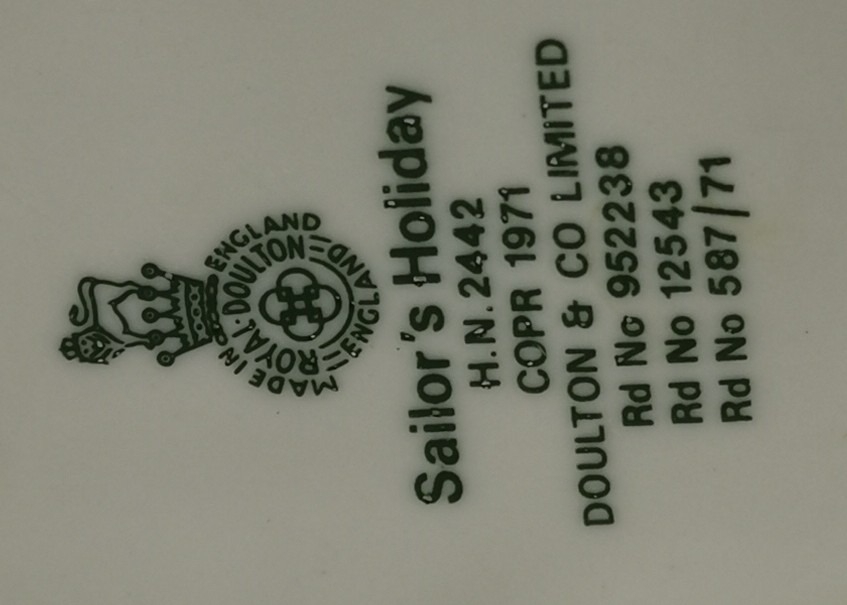 MADE IN ENGLAND
ROYAL·DOULTON
ENGLAND
Sailor's Holiday
H.N. 2442
COPR 1971
DOULTON & CO LIMITED
Rd No 952238
Rd No 12543
Rd No 587/71